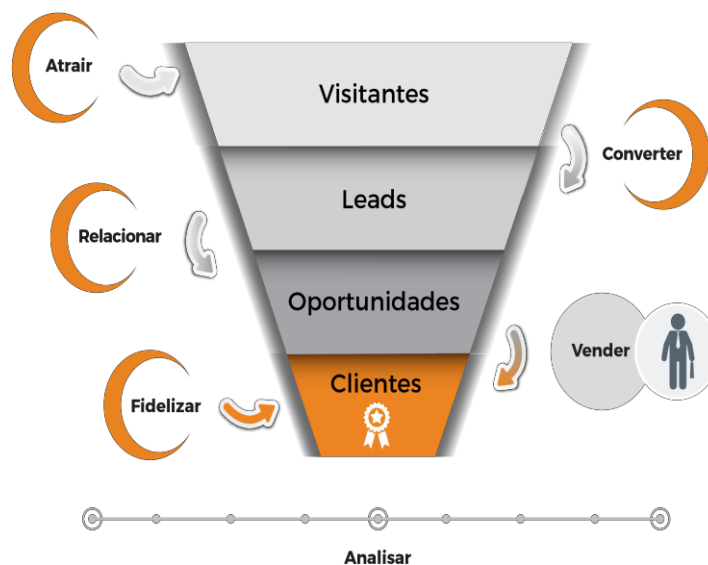 Atrair
Visitantes
Converter
Leads
Relacionar
Oportunidades
Vender
Clientes
Fidelizar
Analisar